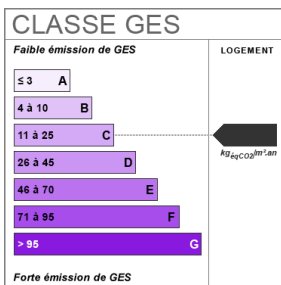 CLASSE GES
Faible émission de GES
LOGEMENT
≤ 3 A
4 à 10 B
11 à 25 C
26 à 45 D
46 à 70 E
71 à 95 F
> 95 G
kgéqCO2/m².an
Forte émission de GES